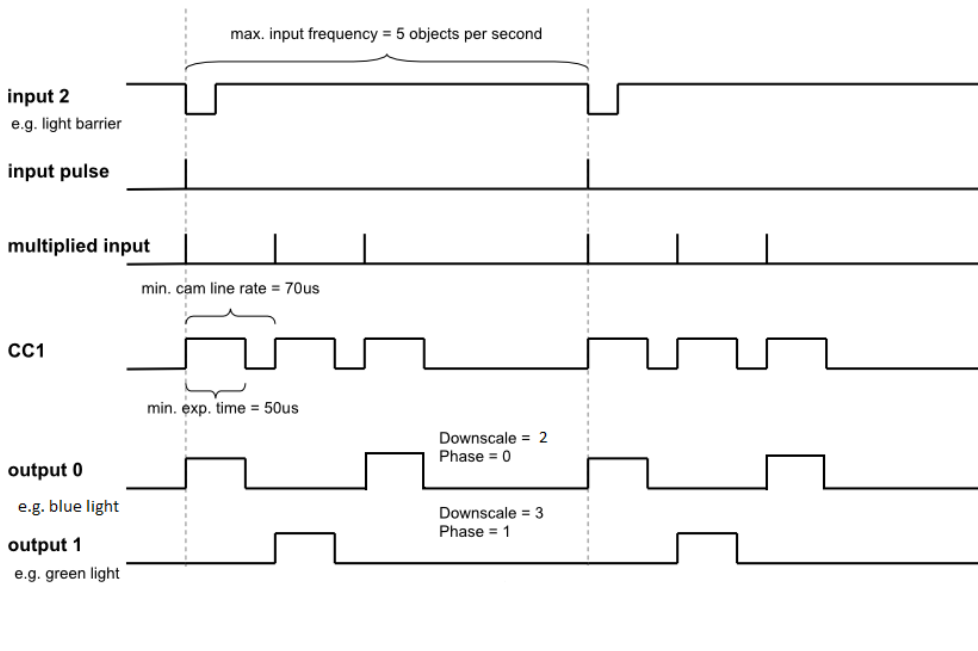 max. input frequency = 5 objects per second
input 2
e.g. light barrier
input pulse
multiplied input
min. cam line rate = 70us
CC1
min. exp. time = 50us
Downscale = 2
Phase = 0
output 0
e.g. blue light
Downscale = 3
Phase = 1
output 1
e.g. green light